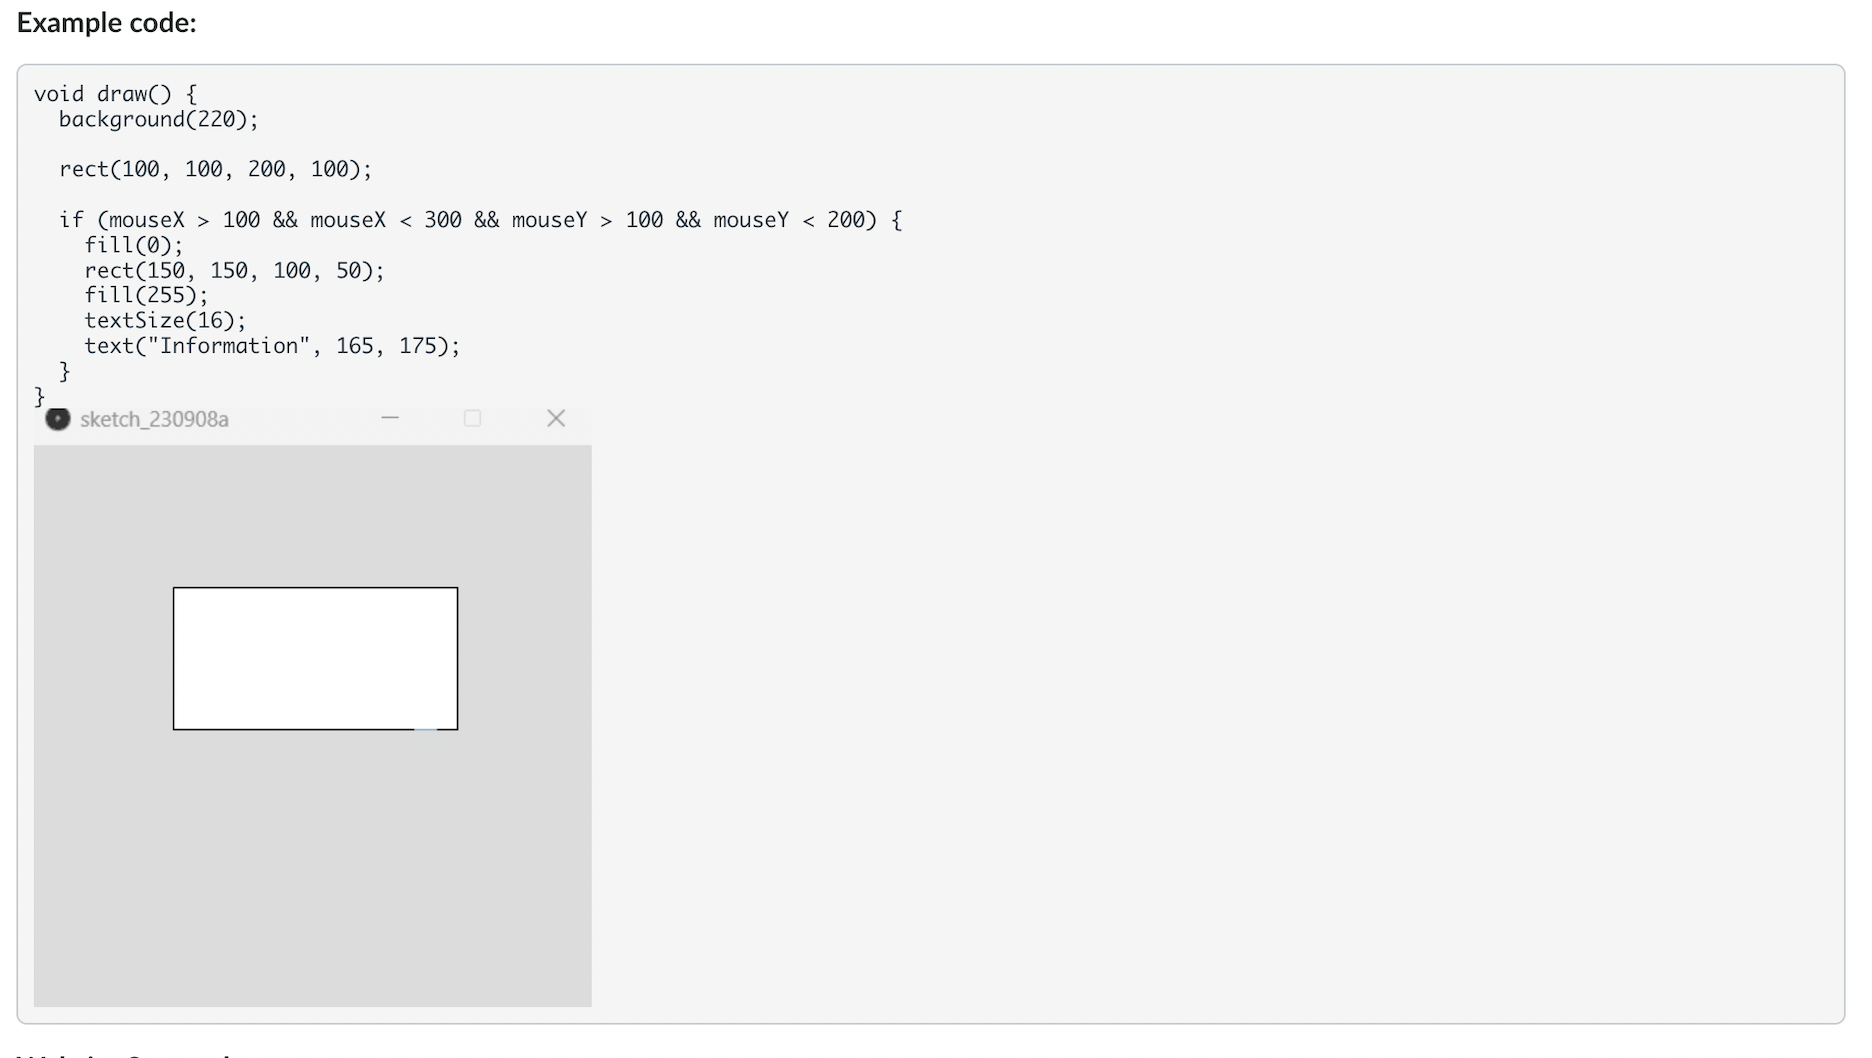 Example code:
void draw() {
  background(220);
  rect(100, 100, 200, 100);
  if (mouseX > 100 && mouseX < 300 && mouseY > 100 && mouseY < 200) {
    fill(0);
    rect(150, 150, 100, 50);
    fill(255);
    textSize(16);
    text("Information", 165, 175);
  }
}
sketch_230908a